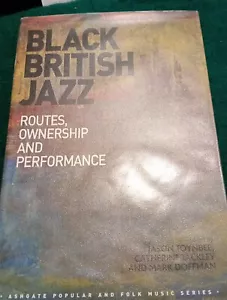 BLACK
BRITISH
JAZZ
ROUTES,
OWNERSHIP
AND
PERFORMANCE
JASON TOYNBEE,
CATHERINE TACKLEY
AND MARK DOFFMAN
• ASHGATE POPULAR AND FOLK MUSIC SERIES •